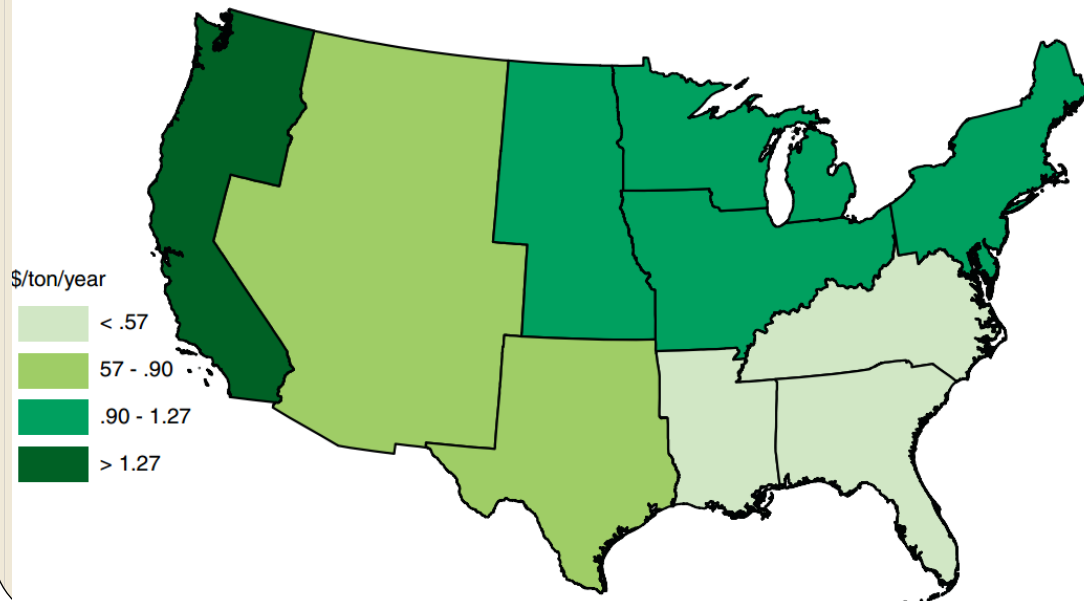 $/ton/year
< .57
57 - .90
.90 - 1.27
> 1.27